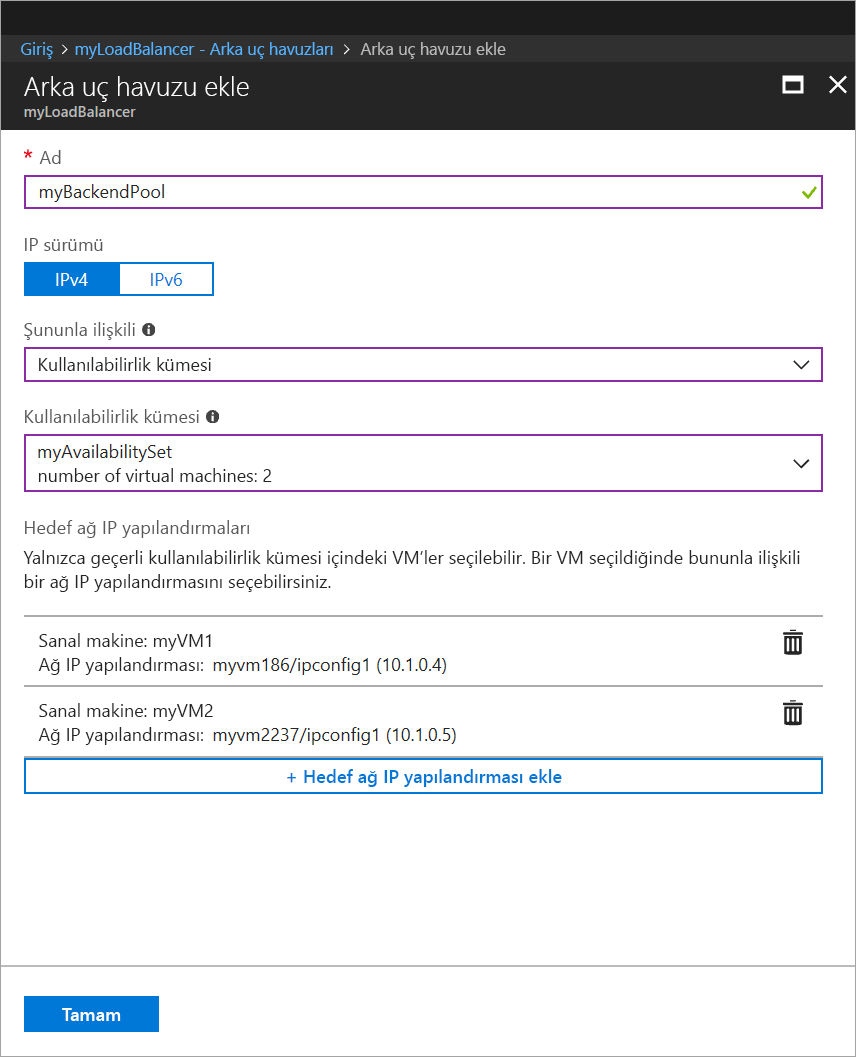 Giriş > myLoadBalancer - Arka uç havuzları > Arka uç havuzu ekle
Arka uç havuzu ekle
myLoadBalancer
* Ad
myBackendPool
IP sürümü
IPv4 IPv6
Şununla ilişkili
Kullanılabilirlik kümesi
Kullanılabilirlik kümesi
myAvailabilitySet
number of virtual machines: 2
Hedef ağ IP yapılandırmaları
Yalnızca geçerli kullanılabilirlik kümesi içindeki VM'ler seçilebilir. Bir VM seçildiğinde bununla ilişkili
bir ağ IP yapılandırmasını seçebilirsiniz.
Sanal makine: myVM1
Ağ IP yapılandırması: myvm186/ipconfig1 (10.1.0.4)
Sanal makine: myVM2
Ağ IP yapılandırması: myvm2237/ipconfig1 (10.1.0.5)
+ Hedef ağ IP yapılandırması ekle
Tamam